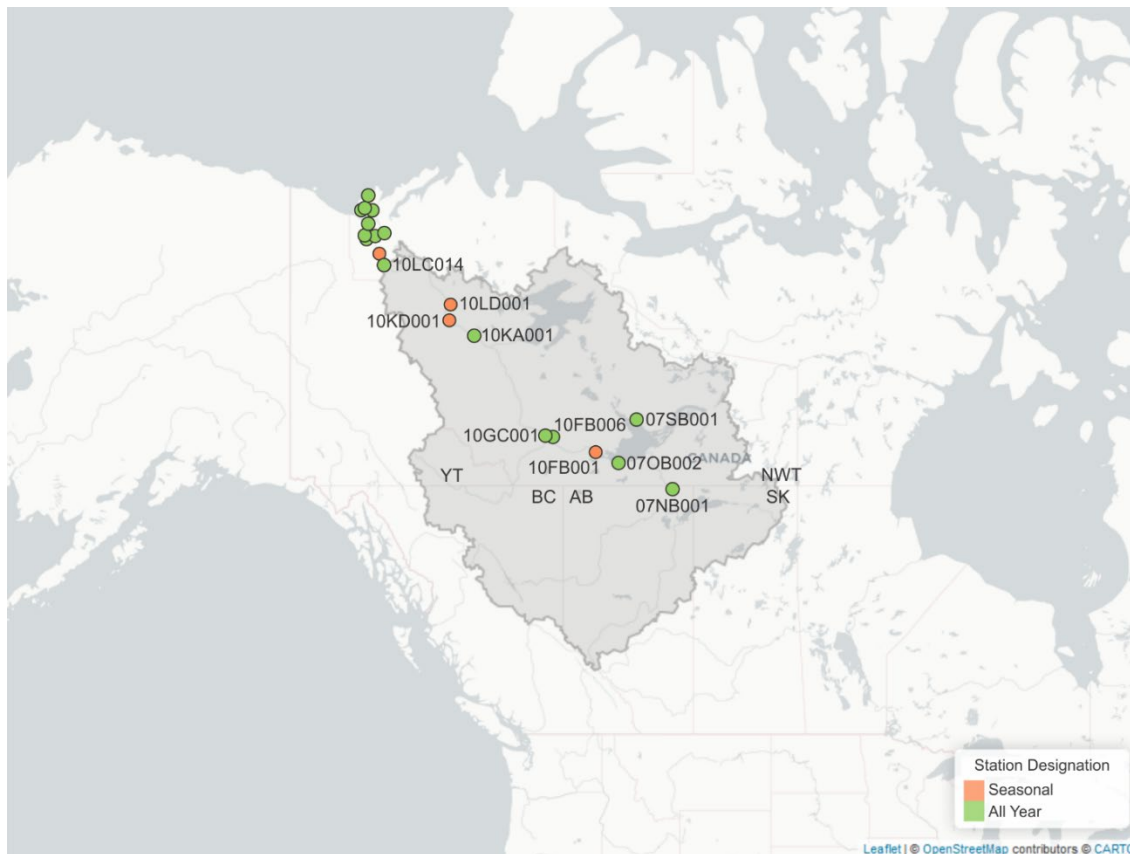 10LC014
10LD001
10KD001
10KA001
07SB001
10FB006
10GC001
10FB001
CANADA
07OB002
YT
NWT
BC
AB
SK
07NB001
Station Designation
Seasonal
All Year
Leaflet | © OpenStreetMap contributors © CARTO